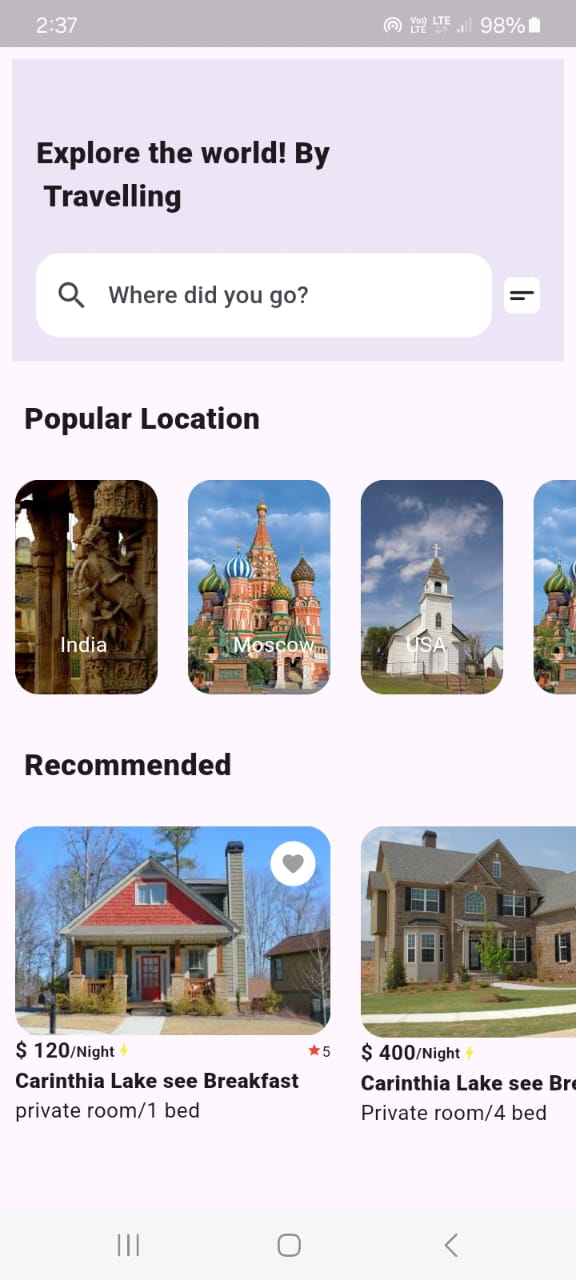 2:37
Vo)) LTE LTE 98%
Explore the world! By
Travelling
Where did you go?
Popular Location
India Moscow USA
Recommended
$ 120/Night 5 $ 400/Night
Carinthia Lake see Breakfast Carinthia Lake see Bre
private room/1 bed Private room/4 bed